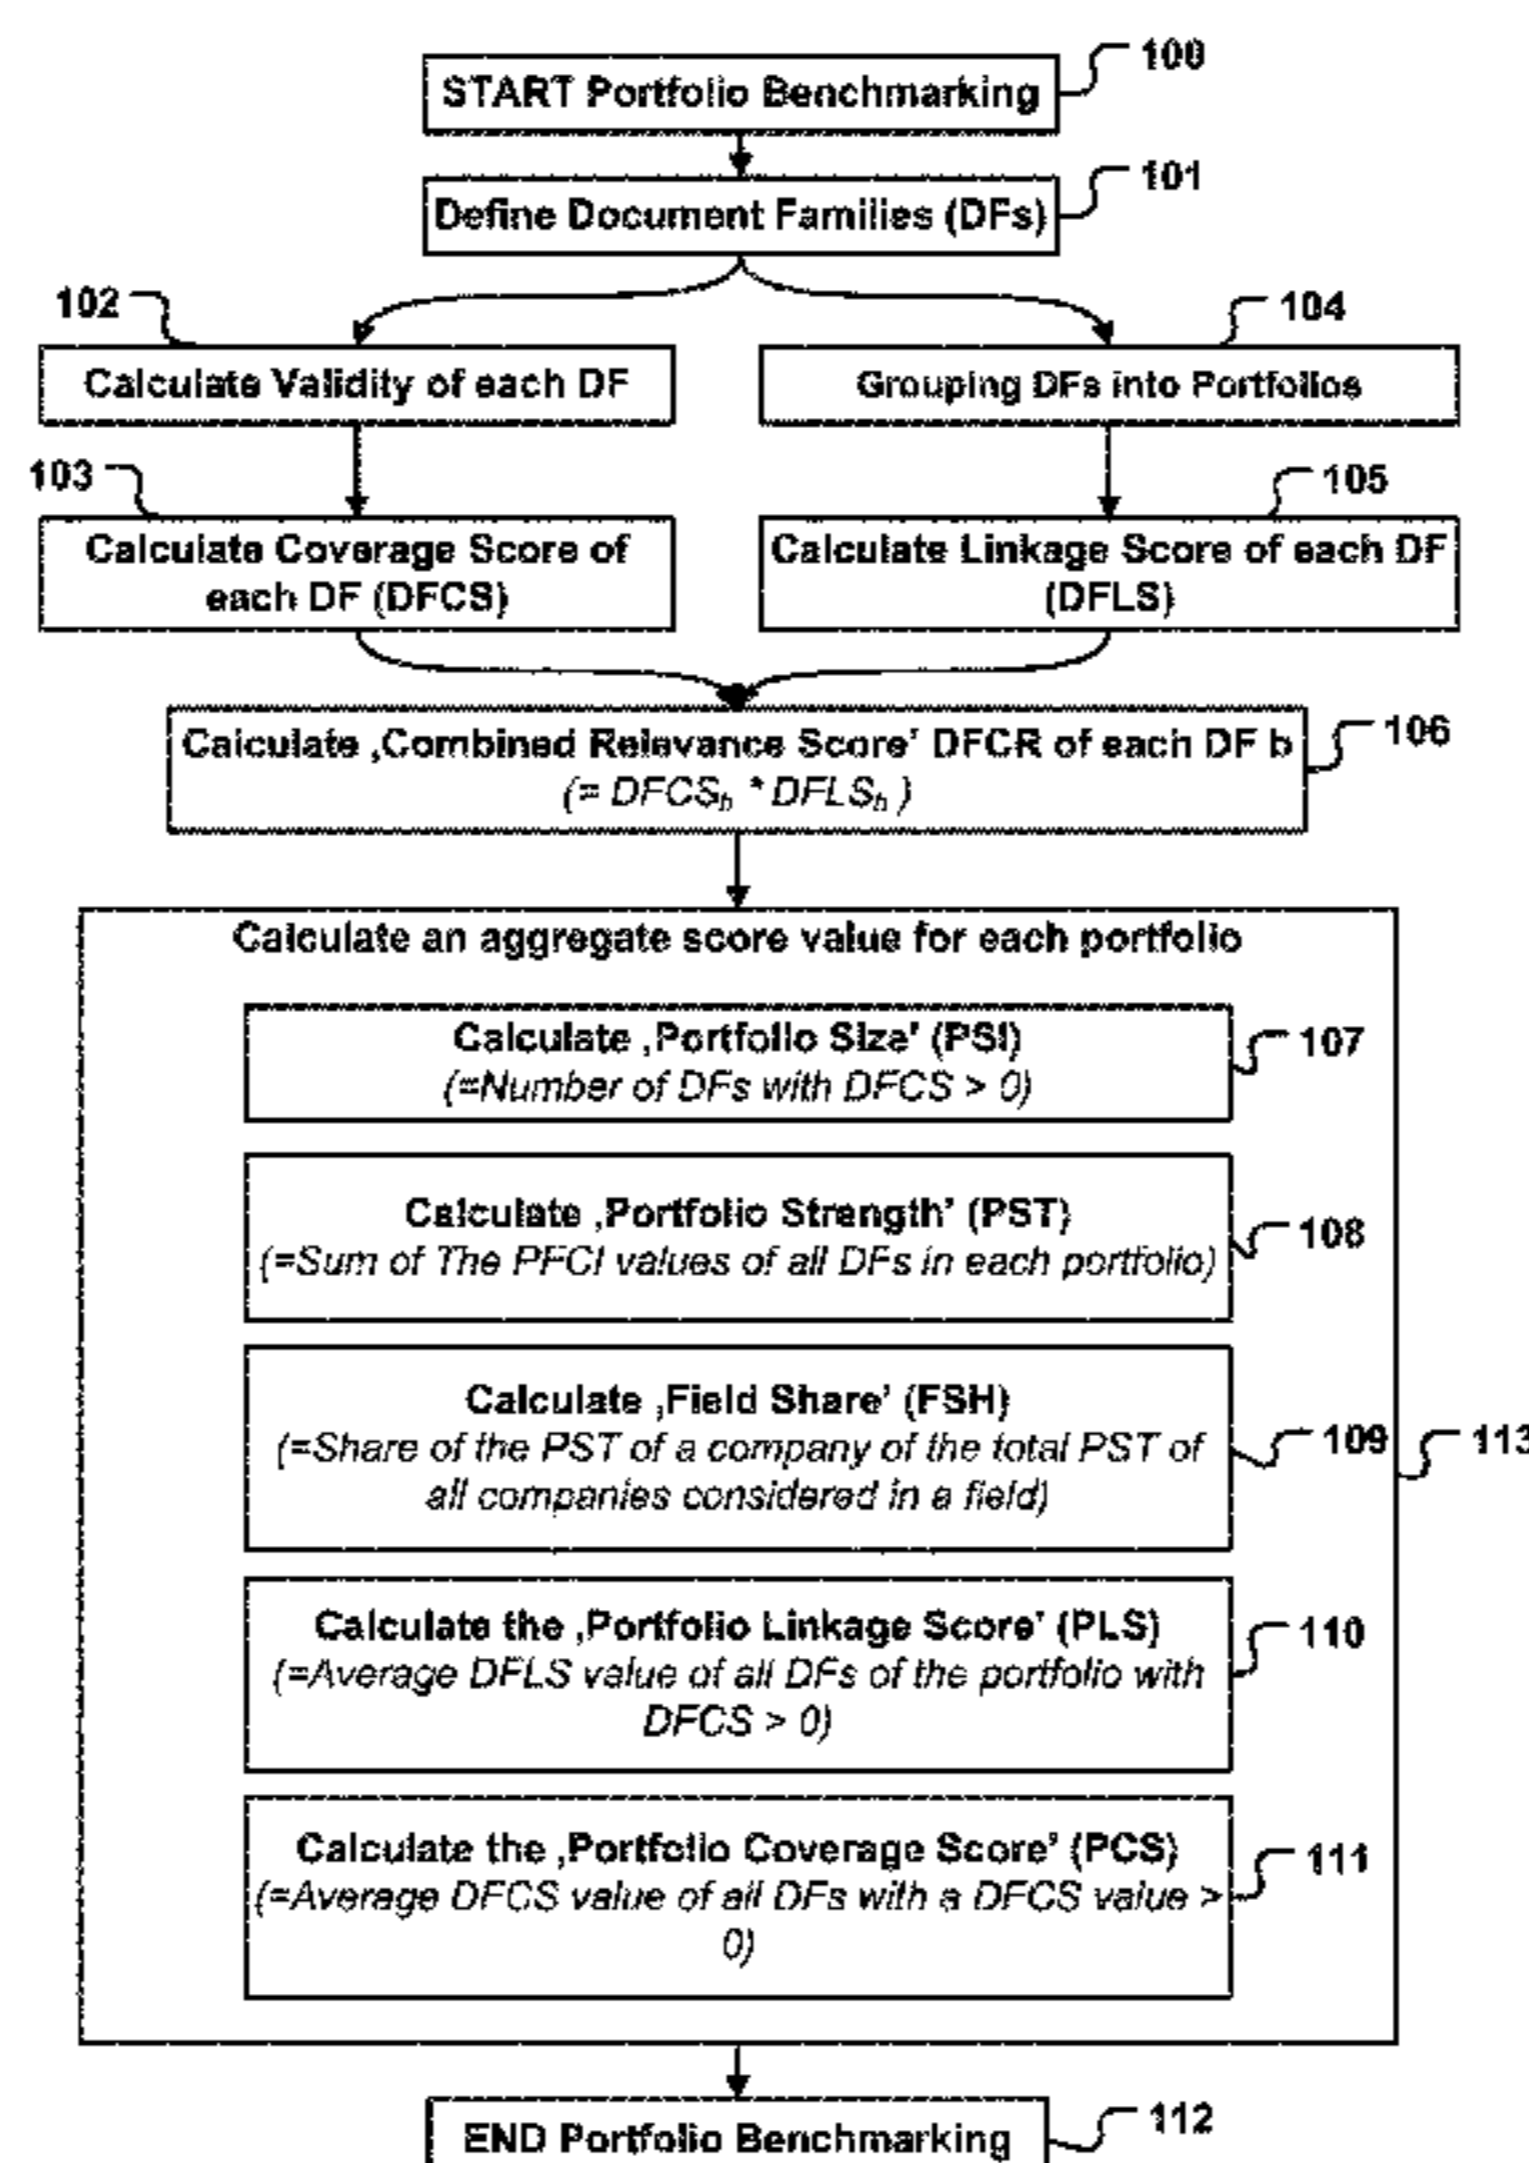 100
START Portfolio Benchmarking
101
Define Document Families (DFs)
102
104
Calculate Validity of each DF
Grouping DFs into Portfolios
103
105
Calculate Coverage Score of
each DF (DFCS)
Calculate Linkage Score of each DF
(DFLS)
Calculate ‚Combined Relevance Score’ DFCR of each DF b
(= DFCSb * DFLSb )
106
Calculate an aggregate score value for each portfolio
Calculate ‚Portfolio Size’ (PSI)
(=Number of DFs with DFCS > 0)
107
Calculate ‚Portfolio Strength’ (PST)
(=Sum of The PFCI values of all DFs in each portfolio)
108
Calculate ‚Field Share’ (FSH)
(=Share of the PST of a company of the total PST of
all companies considered in a field)
109
113
Calculate the ‚Portfolio Linkage Score’ (PLS)
(=Average DFLS value of all DFs of the portfolio with
DFCS > 0)
110
Calculate the ‚Portfolio Coverage Score’ (PCS)
(=Average DFCS value of all DFs with a DFCS value >
0)
111
END Portfolio Benchmarking
112